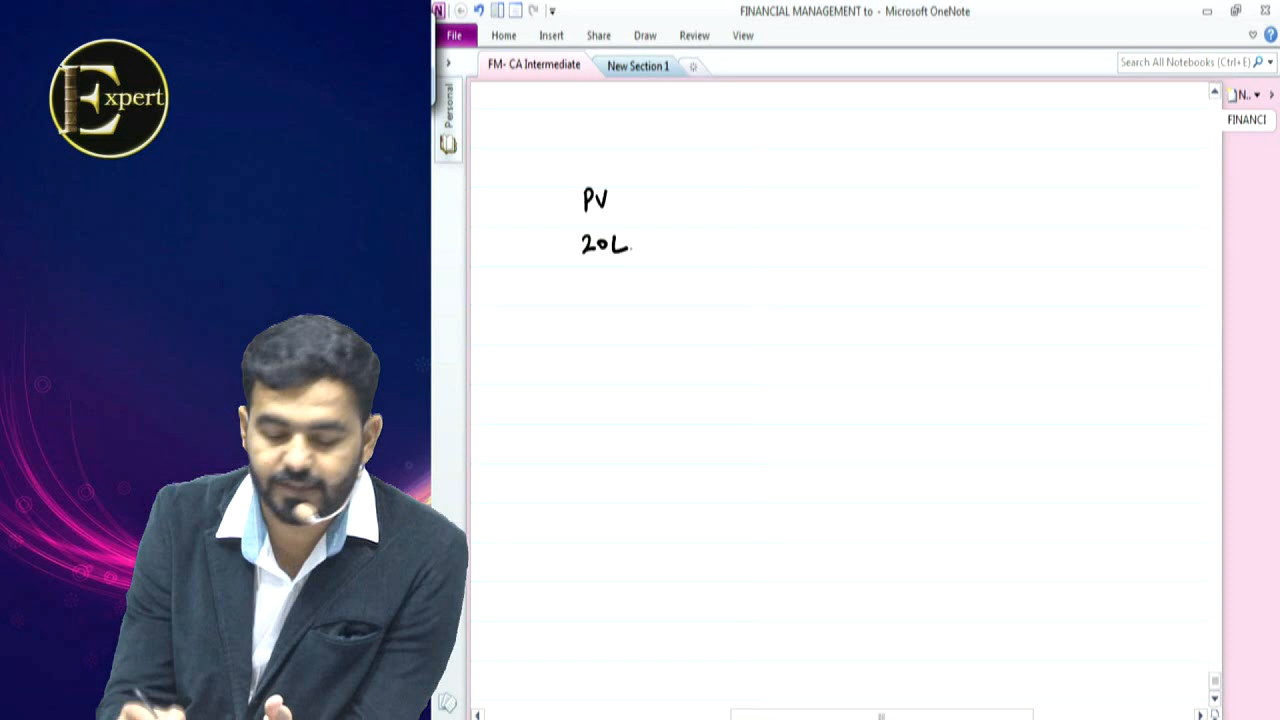 Expert
FINANCIAL MANAGEMENT to - Microsoft OneNote
File Home Insert Share Draw Review View
FM- CA Intermediate New Section 1
Search All Notebooks (Ctrl+E)
Personal
N..
FINANCI
PV
20L